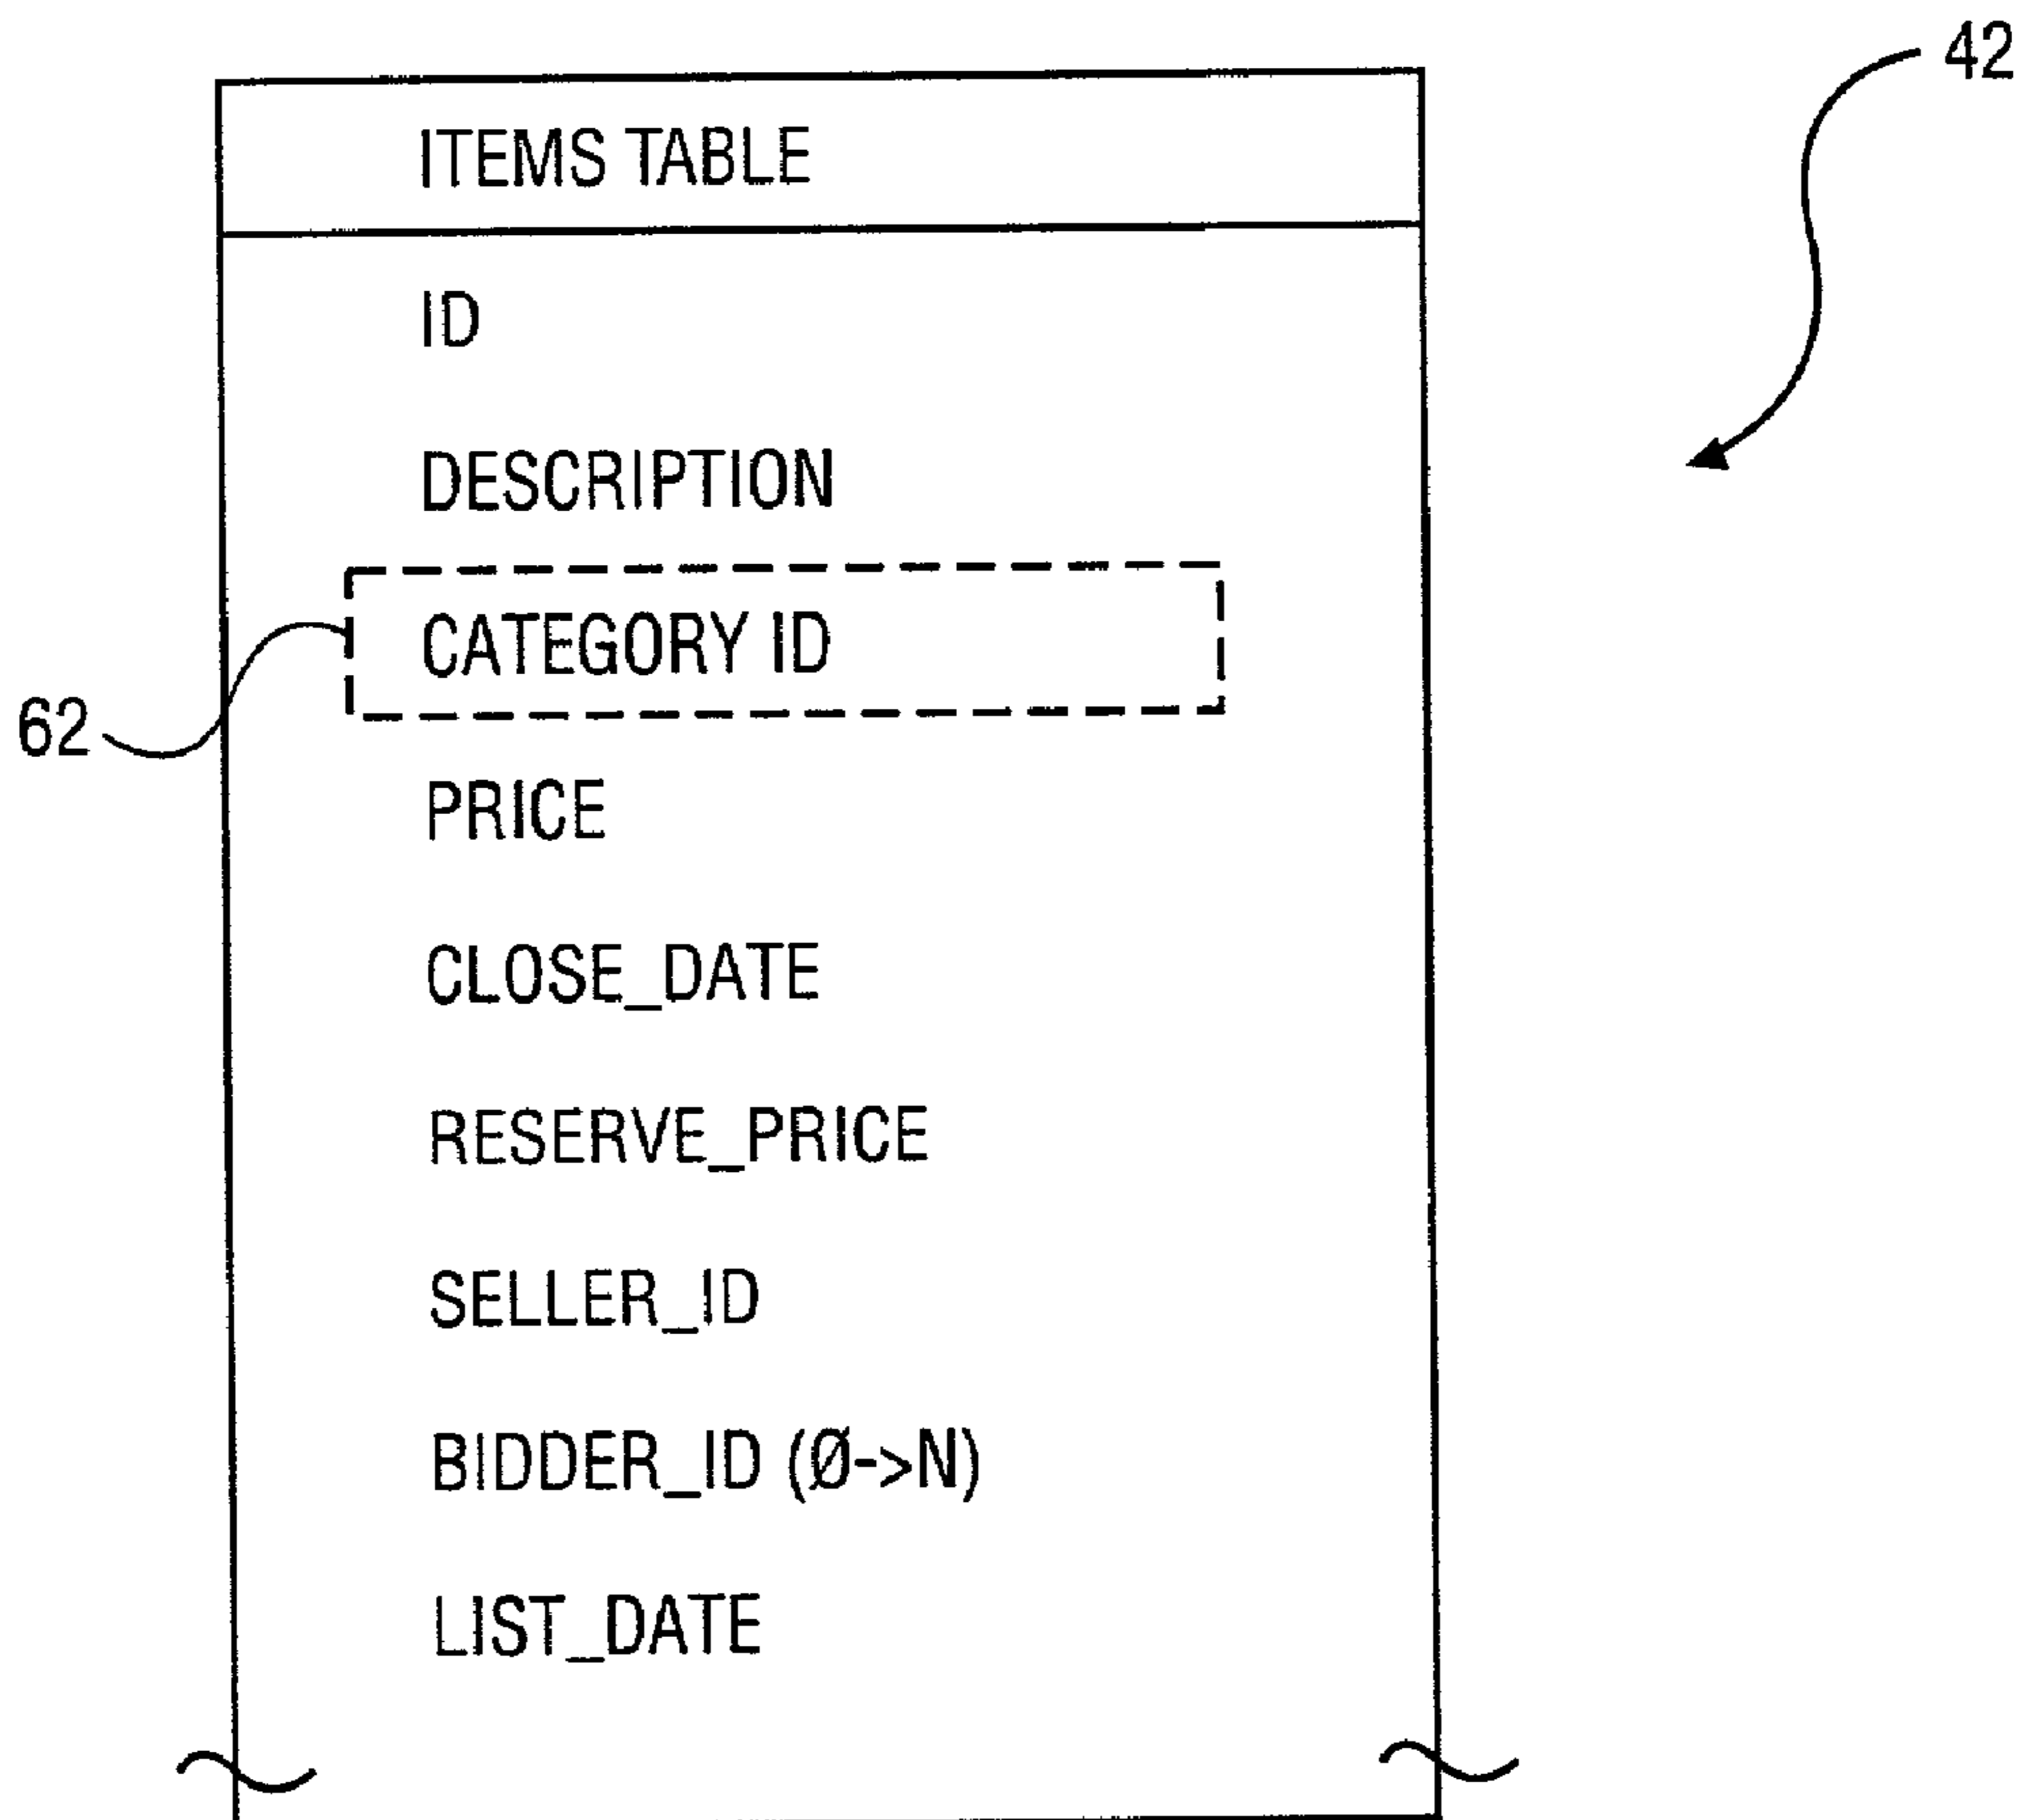 42
ITEMS TABLE
ID
DESCRIPTION
CATEGORY ID
62
PRICE
CLOSE_DATE
RESERVE_PRICE
SELLER_ID
BIDDER_ID (Ø->N)
LIST_DATE